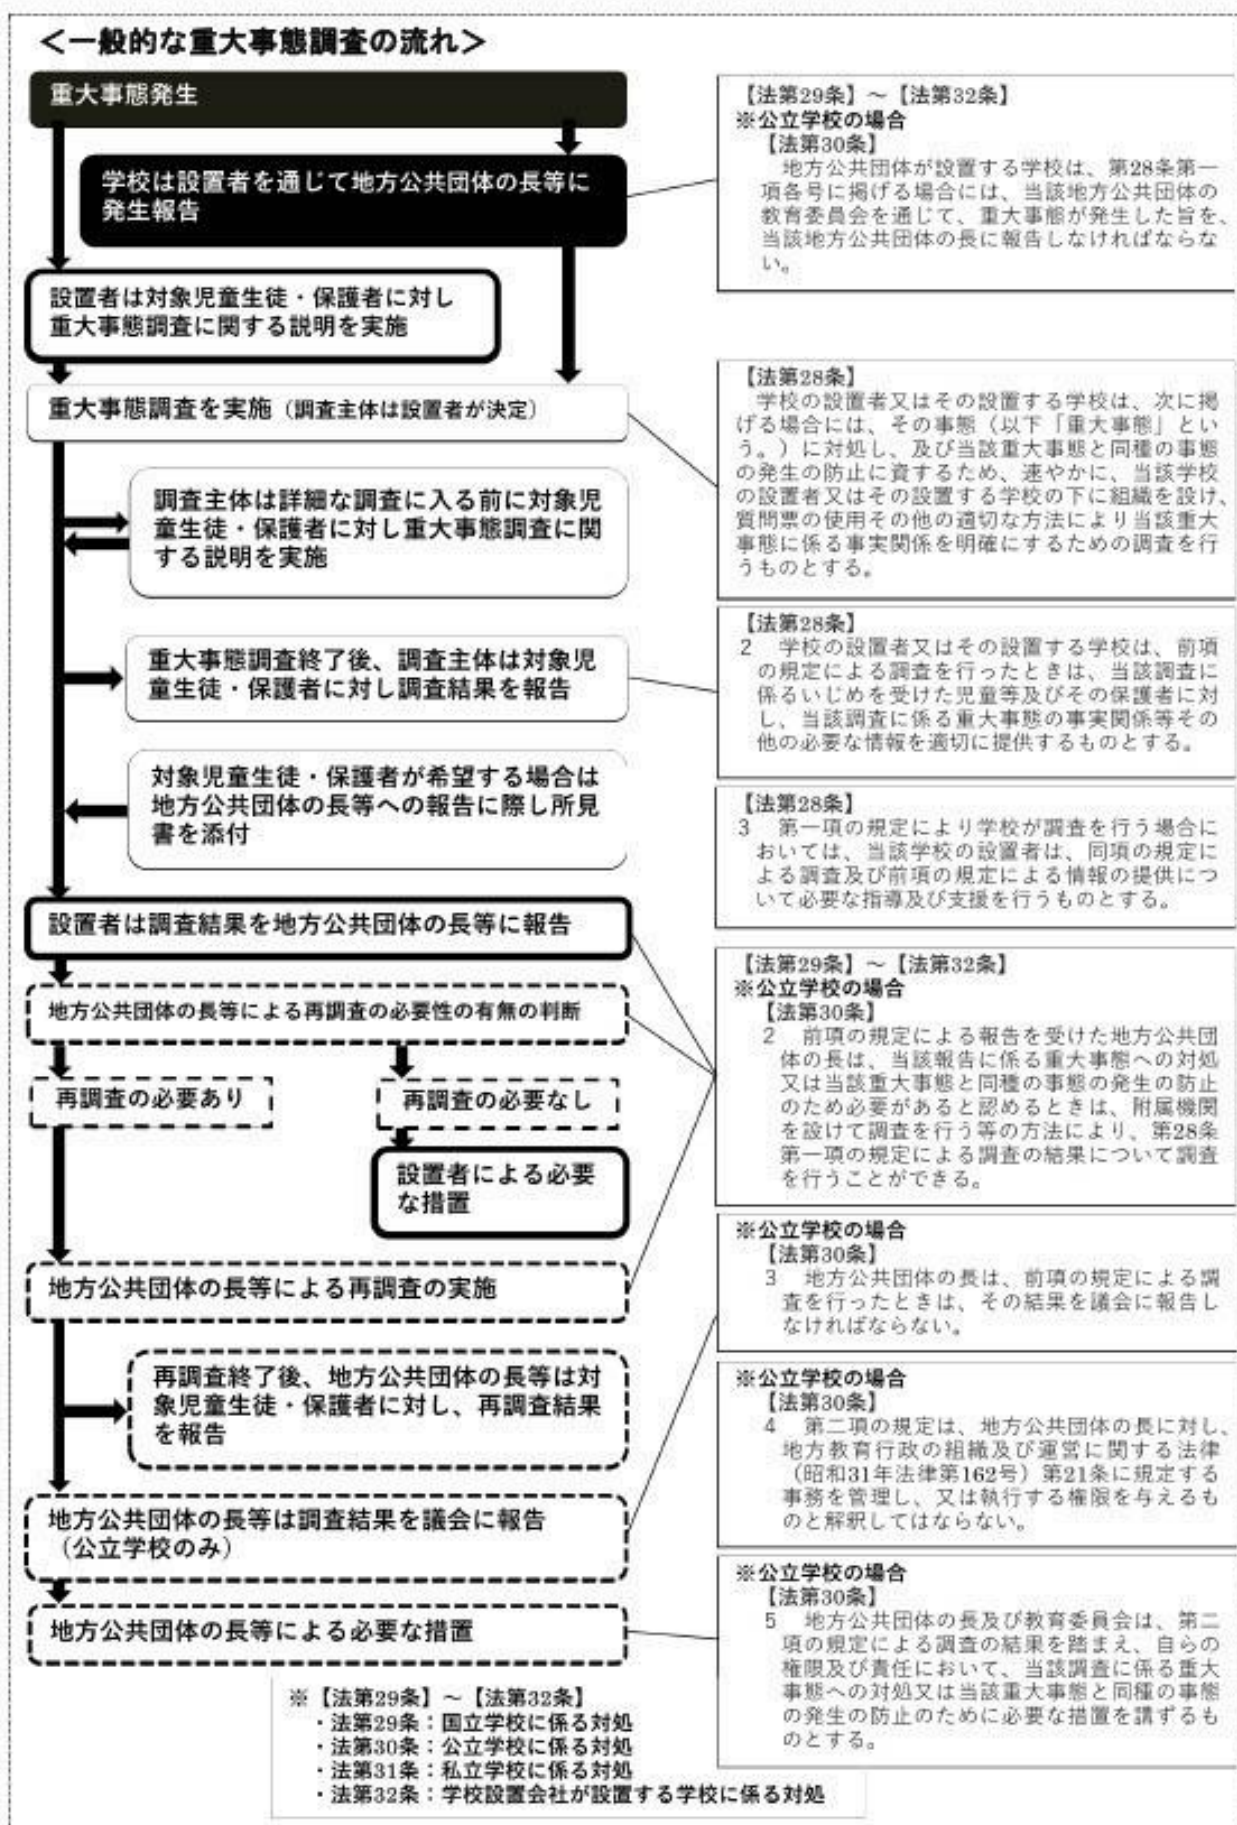 ＜一般的な重大事態調査の流れ＞
重大事態発生
学校は設置者を通じて地方公共団体の長等に
発生報告
設置者は対象児童生徒・保護者に対し
重大事態調査に関する説明を実施
重大事態調査を実施（調査主体は設置者が決定）
調査主体は詳細な調査に入る前に対象児
童生徒・保護者に対し重大事態調査に関
する説明を実施
重大事態調査終了後、調査主体は対象児
童生徒・保護者に対し調査結果を報告
対象児童生徒・保護者が希望する場合は
地方公共団体の長等への報告に際し所見
書を添付
設置者は調査結果を地方公共団体の長等に報告
地方公共団体の長等による再調査の必要性の有無の判断
再調査の必要あり
再調査の必要なし
設置者による必要
な措置
地方公共団体の長等による再調査の実施
再調査終了後、地方公共団体の長等は対
象児童生徒・保護者に対し、再調査結果
を報告
地方公共団体の長等は調査結果を議会に報告
（公立学校のみ）
地方公共団体の長等による必要な措置
【法第29条】～【法第32条】
※公立学校の場合
【法第30条】
地方公共団体が設置する学校は、第28条第一
項各号に掲げる場合には、当該地方公共団体の
教育委員会を通じて、重大事態が発生した旨を、
当該地方公共団体の長に報告しなければならな
い。
【法第28条】
学校の設置者又はその設置する学校は、次に掲
げる場合には、その事態（以下「重大事態」とい
う。）に対処し、及び当該重大事態と同種の事態
の発生の防止に資するため、速やかに、当該学校
の設置者又はその設置する学校の下に組織を設け、
質問票の使用その他の適切な方法により当該重大
事態に係る事実関係を明確にするための調査を行
うものとする。
【法第28条】
2　学校の設置者又はその設置する学校は、前項
の規定による調査を行ったときは、当該調査に
係るいじめを受けた児童等及びその保護者に対
し、当該調査に係る重大事態の事実関係等その
他の必要な情報を適切に提供するものとする。
【法第28条】
3　第一項の規定により学校が調査を行う場合に
おいては、当該学校の設置者は、同項の規定に
よる調査及び前項の規定による情報の提供につ
いて必要な指導及び支援を行うものとする。
【法第29条】～【法第32条】
※公立学校の場合
【法第30条】
2　前項の規定による報告を受けた地方公共団
体の長は、当該報告に係る重大事態への対処
又は当該重大事態と同種の事態の発生の防止
のため必要があると認めるときは、附属機関
を設けて調査を行う等の方法により、第28条
第一項の規定による調査の結果について調査
を行うことができる。
※公立学校の場合
【法第30条】
3　地方公共団体の長は、前項の規定による調
査を行ったときは、その結果を議会に報告し
なければならない。
※公立学校の場合
【法第30条】
4　第二項の規定は、地方公共団体の長に対し、
地方教育行政の組織及び運営に関する法律
（昭和31年法律第162号）第21条に規定する
事務を管理し、又は執行する権限を与えるも
のと解釈してはならない。
※公立学校の場合
【法第30条】
5　地方公共団体の長及び教育委員会は、第二
項の規定による調査の結果を踏まえ、自らの
権限及び責任において、当該調査に係る重大
事態への対処又は当該重大事態と同種の事態
の発生の防止のために必要な措置を講ずるも
のとする。
※【法第29条】～【法第32条】
・法第29条：国立学校に係る対処
・法第30条：公立学校に係る対処
・法第31条：私立学校に係る対処
・法第32条：学校設置会社が設置する学校に係る対処